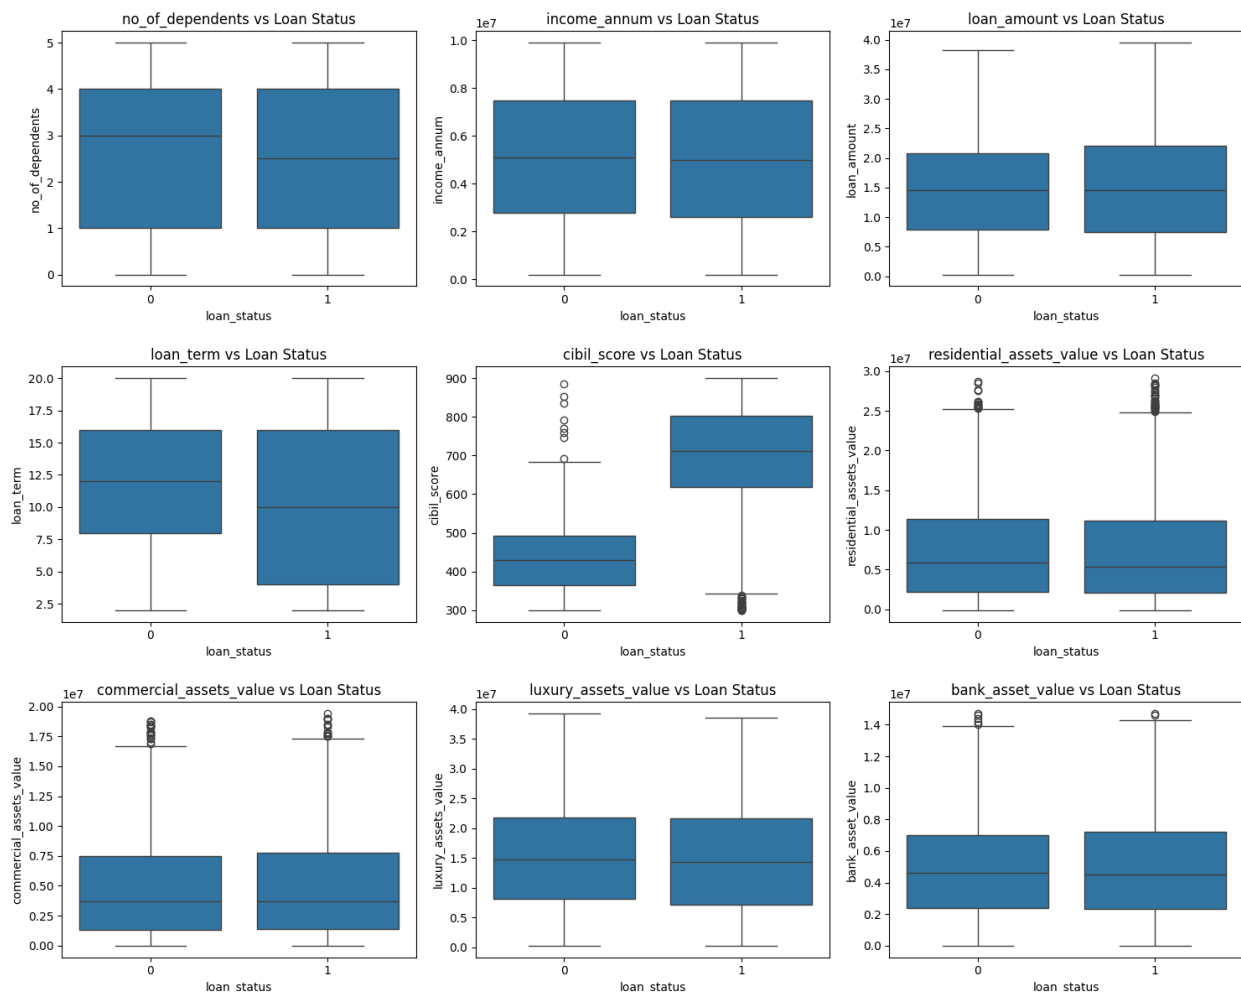 no_of_dependents vs Loan Status
5
4
3
2
1
0
no_of_dependents
0 1
loan_status
income_annum vs Loan Status
1e7
1.0
0.8
0.6
0.4
0.2
0.0
income_annum
0 1
loan_status
loan_amount vs Loan Status
1e7
4.0
3.5
3.0
2.5
2.0
1.5
1.0
0.5
0.0
loan_amount
0 1
loan_status
loan_term vs Loan Status
20.0
17.5
15.0
12.5
10.0
7.5
5.0
2.5
loan_term
0 1
loan_status
cibil_score vs Loan Status
900
800
700
600
500
400
300
cibil_score
0 1
loan_status
residential_assets_value vs Loan Status
1e7
3.0
2.5
2.0
1.5
1.0
0.5
0.0
residential_assets_value
0 1
loan_status
commercial_assets_value vs Loan Status
1e7
2.00
1.75
1.50
1.25
1.00
0.75
0.50
0.25
0.00
commercial_assets_value
0 1
loan_status
luxury_assets_value vs Loan Status
1e7
4.0
3.5
3.0
2.5
2.0
1.5
1.0
0.5
0.0
luxury_assets_value
0 1
loan_status
bank_asset_value vs Loan Status
1e7
1.4
1.2
1.0
0.8
0.6
0.4
0.2
0.0
bank_asset_value
0 1
loan_status